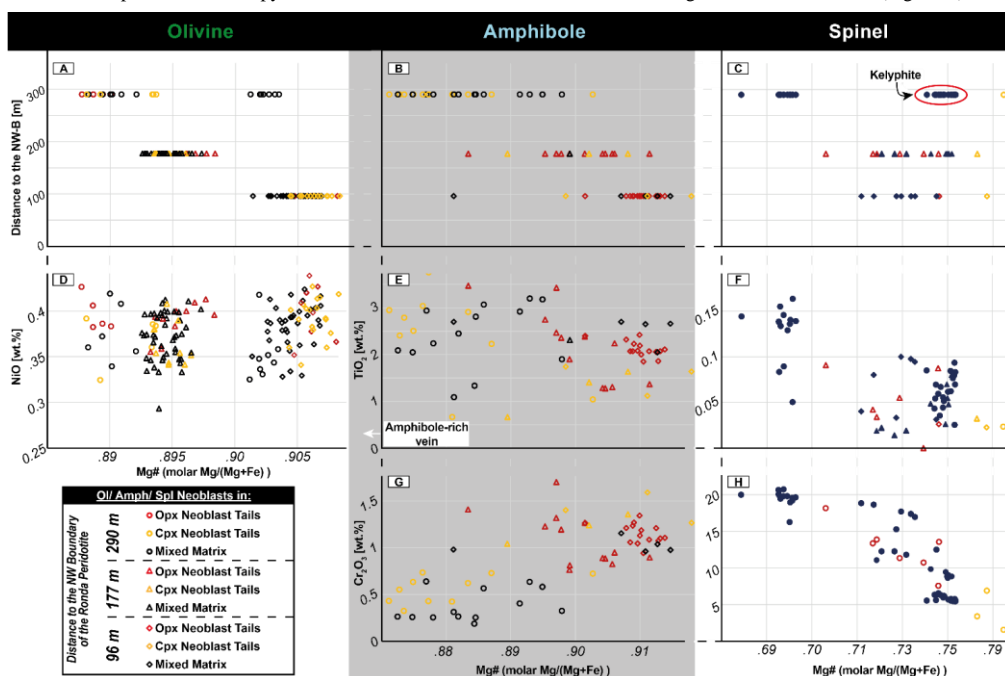 Olivine
Amphibole
Spinel
A
B
C
Kelyphite
Distance to the NW-B [m]
300
200
100
0
D
E
F
NiO [wt.%]
0.4
0.35
0.3
0.25
TiO2 [wt.%]
3
2
1
0
0.15
0.1
0.05
Amphibole-rich
vein
.89 .895 .90 .905
Mg# (molar Mg/(Mg+Fe) )
G
H
Cr2O3 [wt.%]
1.5
1
0.5
0
20
15
10
5
.88 .89 .90 .91
Mg# (molar Mg/(Mg+Fe) )
.69 .70 .71 .73 .75 .79
Mg# (molar Mg/(Mg+Fe) )
Ol/ Amph/ Spl Neoblasts in:
Distance to the NW Boundary
of the Ronda Peridotite
290 m
Opx Neoblast Tails
Cpx Neoblast Tails
Mixed Matrix
177 m
Opx Neoblast Tails
Cpx Neoblast Tails
Mixed Matrix
96 m
Opx Neoblast Tails
Cpx Neoblast Tails
Mixed Matrix